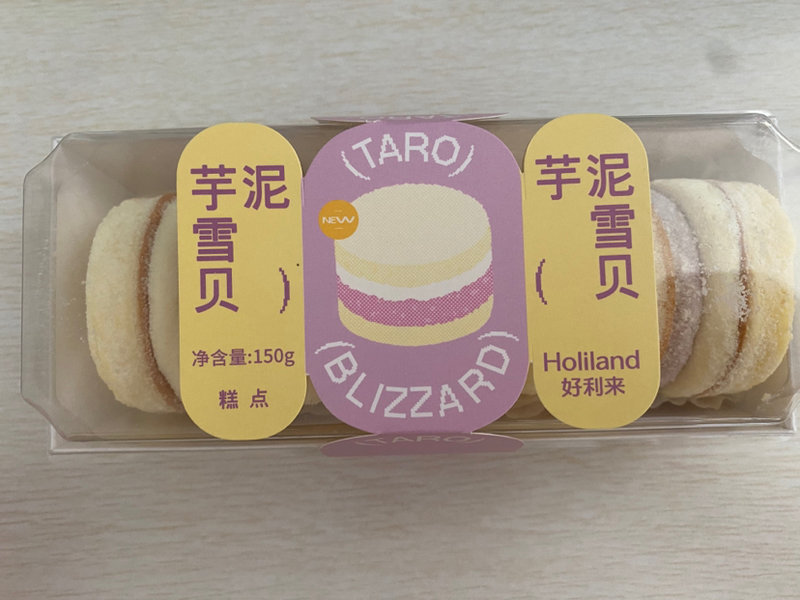 芋泥
雪贝
净含量:150g
糕点
(TARO)
NEW
(BLIZZARD)
(TARO)
芋泥
雪贝
Holiland
好利来